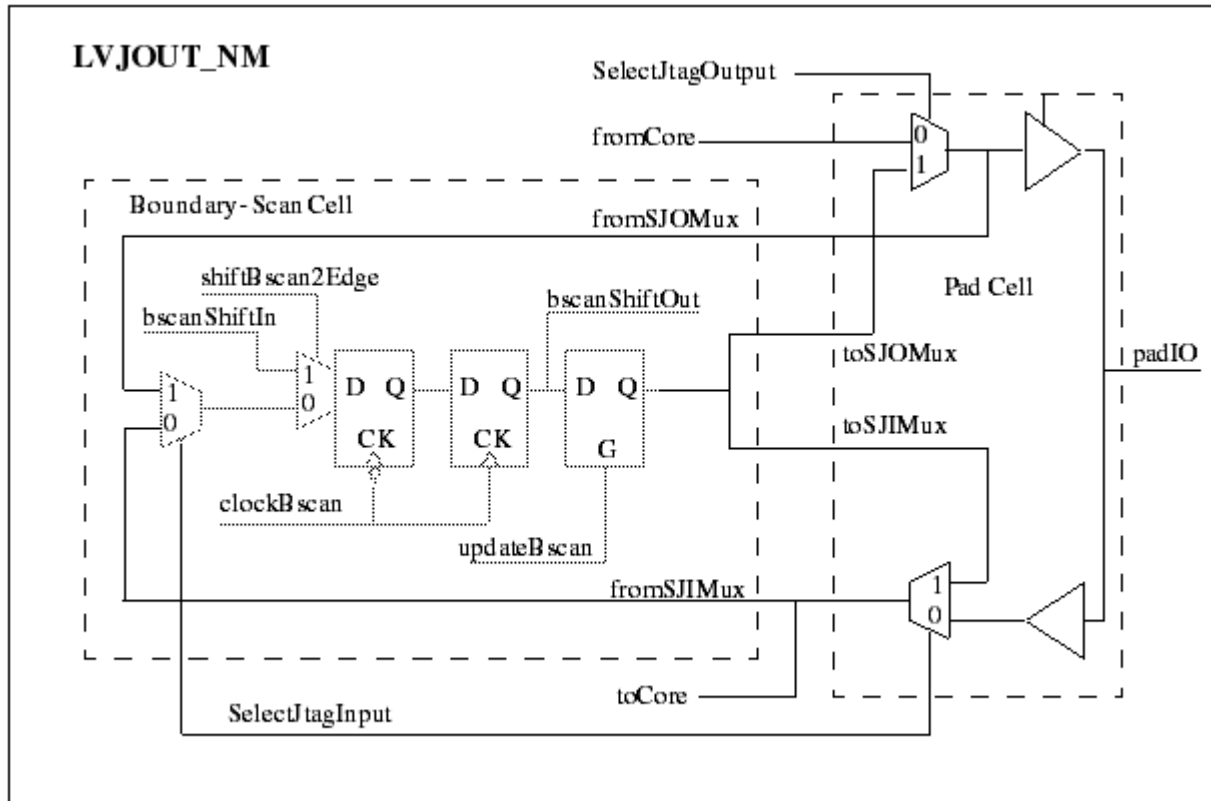 LVJOUT_NM
SelectJtagOutput
fromCore
0
1
Boundary-Scan Cell
fromSJOMux
shiftBscan2Edge
bscanShiftIn
bscanShiftOut
Pad Cell
toSJOMux
padIO
1
0
1
0
D Q
CK
D Q
CK
D Q
G
toSJIMux
clockBscan
updateBscan
fromSJIMux
1
0
toCore
SelectJtagInput